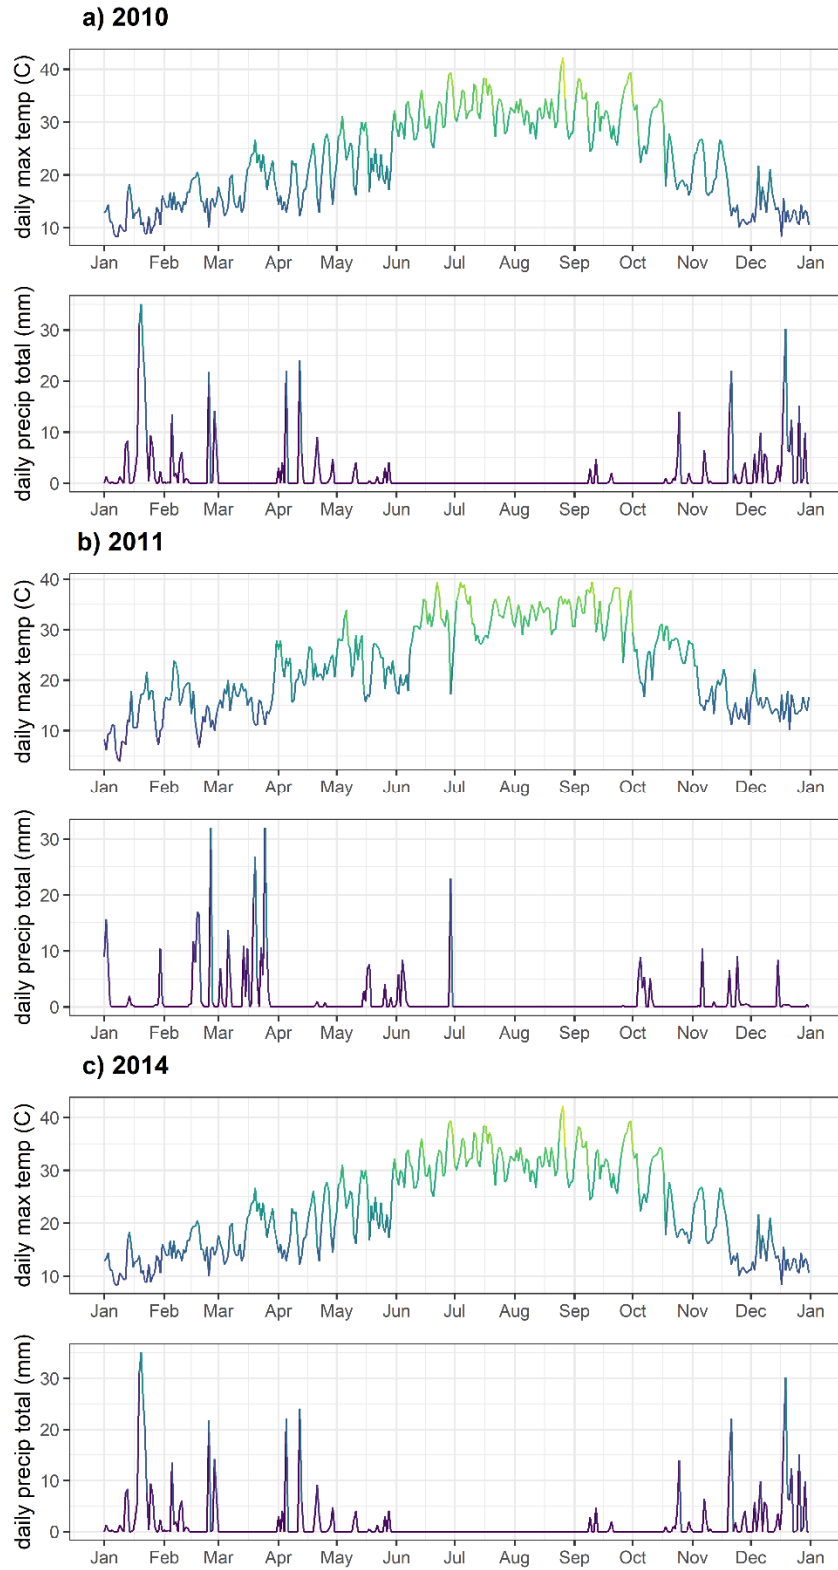 a) 2010
daily max temp (C)
40
30
20
10
Jan Feb Mar Apr May Jun Jul Aug Sep Oct Nov Dec Jan
daily precip total (mm)
30
20
10
0
Jan Feb Mar Apr May Jun Jul Aug Sep Oct Nov Dec Jan
b) 2011
daily max temp (C)
40
30
20
10
Jan Feb Mar Apr May Jun Jul Aug Sep Oct Nov Dec Jan
daily precip total (mm)
30
20
10
0
Jan Feb Mar Apr May Jun Jul Aug Sep Oct Nov Dec Jan
c) 2014
daily max temp (C)
40
30
20
10
Jan Feb Mar Apr May Jun Jul Aug Sep Oct Nov Dec Jan
daily precip total (mm)
30
20
10
0
Jan Feb Mar Apr May Jun Jul Aug Sep Oct Nov Dec Jan